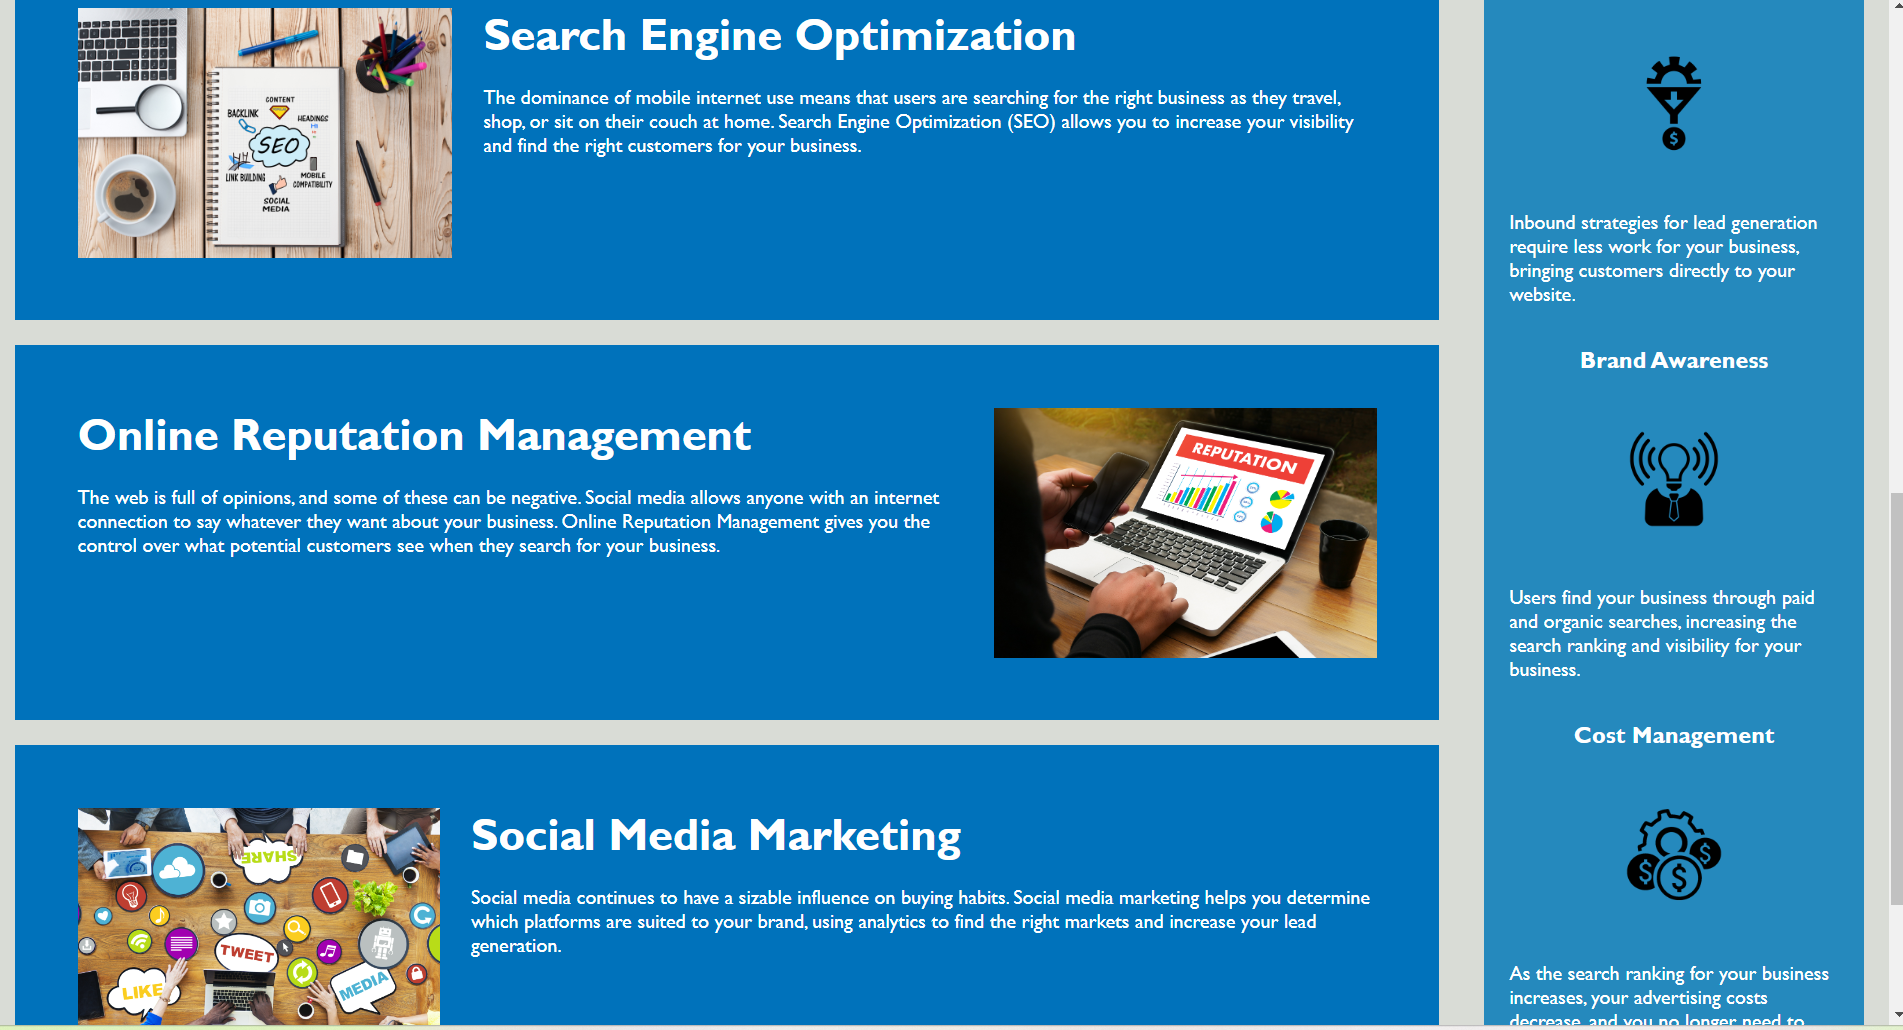 Search Engine Optimization
The dominance of mobile internet use means that users are searching for the right business as they travel,
shop, or sit on their couch at home. Search Engine Optimization (SEO) allows you to increase your visibility
and find the right customers for your business.
CONTENT
BACKLINK
HEADINGS
H1
SEO
LINK BUILDING
MOBILE
COMPATIBILITY
SOCIAL
MEDIA
Online Reputation Management
The web is full of opinions, and some of these can be negative. Social media allows anyone with an internet
connection to say whatever they want about your business. Online Reputation Management gives you the
control over what potential customers see when they search for your business.
REPUTATION
SHARE
TWEET
LIKE
MEDIA
Social Media Marketing
Social media continues to have a sizable influence on buying habits. Social media marketing helps you determine
which platforms are suited to your brand, using analytics to find the right markets and increase your lead
generation.
$
Inbound strategies for lead generation
require less work for your business,
bringing customers directly to your
website.
Brand Awareness
Users find your business through paid
and organic searches, increasing the
search ranking and visibility for your
business.
Cost Management
$ $ $
As the search ranking for your business
increases, your advertising costs
decrease, and you no longer need to